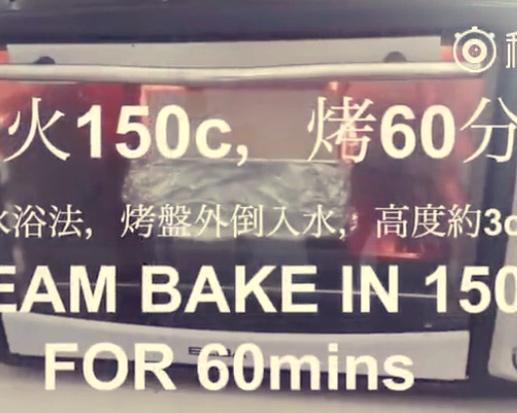 火150c, 烤60分
水浴法, 烤盤外倒入水, 高度約3c
EAM BAKE IN 150
FOR 60mins